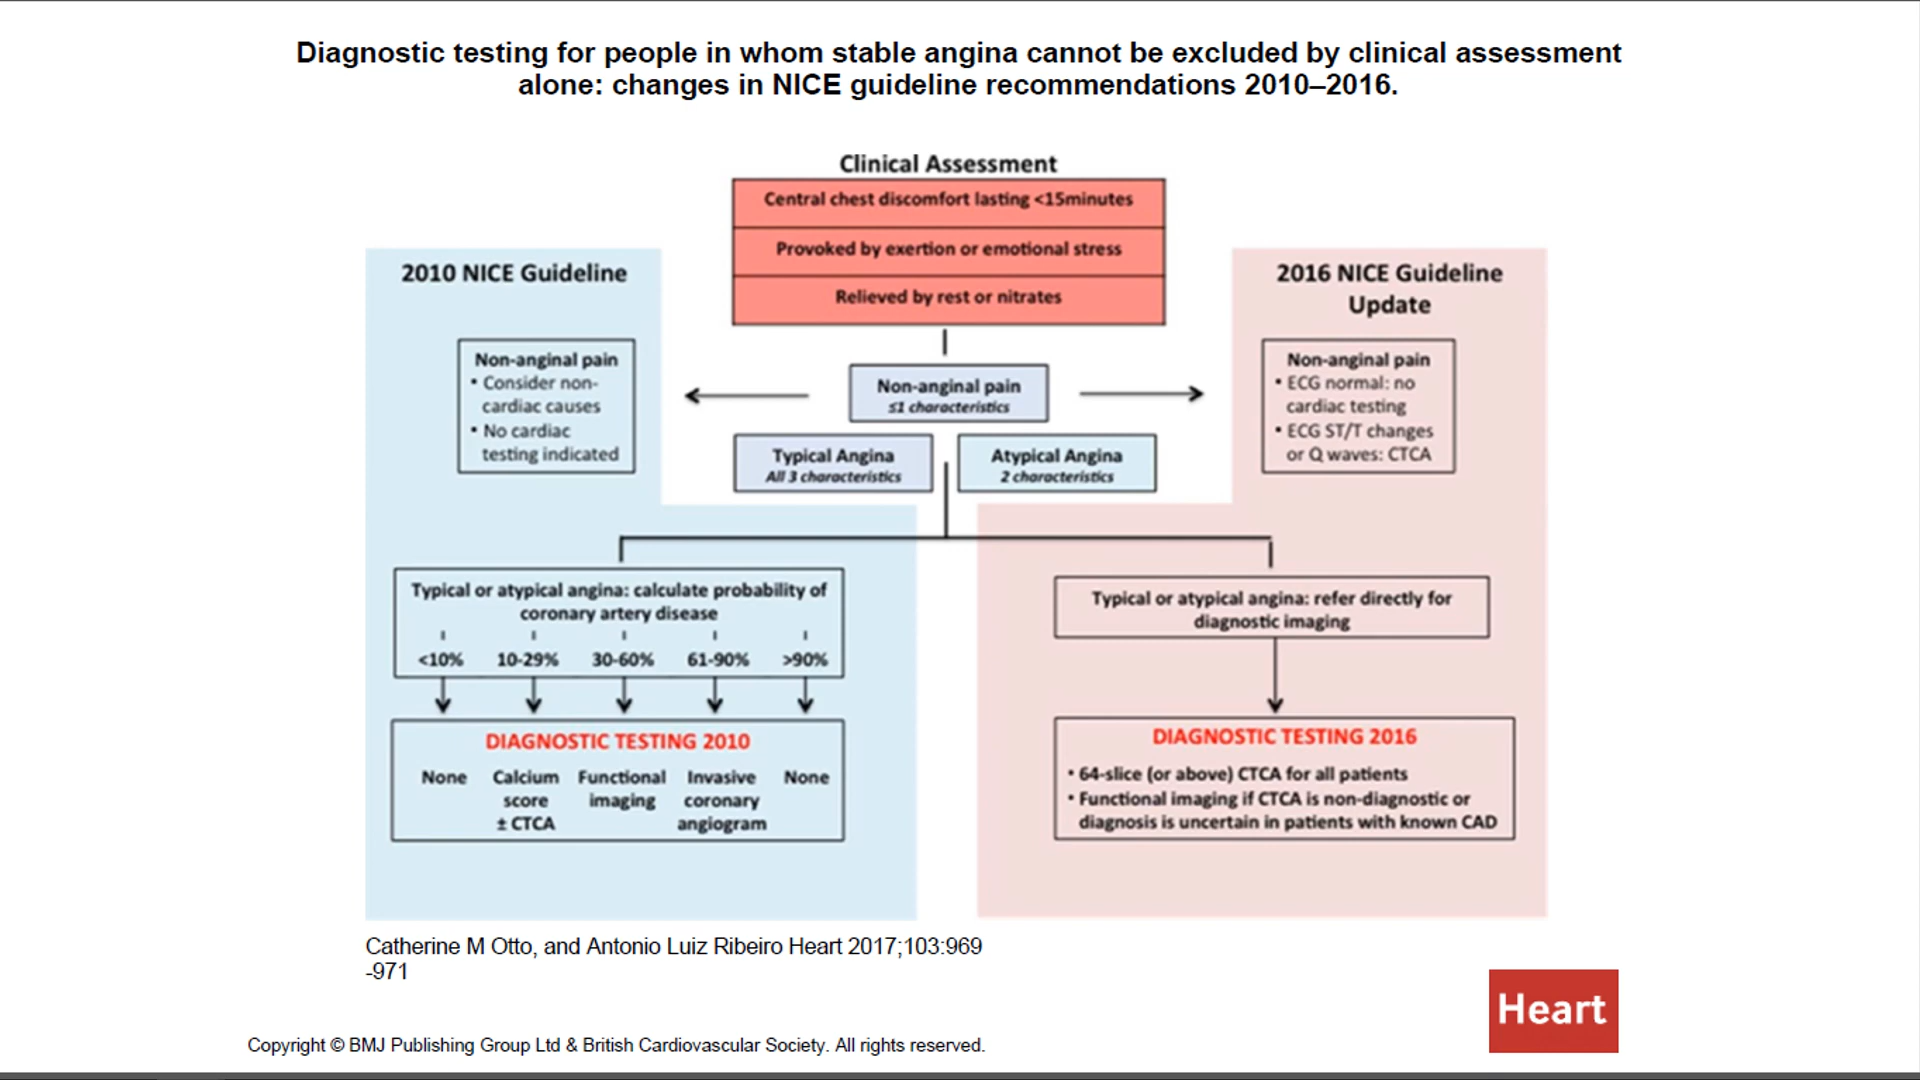 Diagnostic testing for people in whom stable angina cannot be excluded by clinical assessment
alone: changes in NICE guideline recommendations 2010–2016.
Clinical Assessment
Central chest discomfort lasting <15minutes
Provoked by exertion or emotional stress
Relieved by rest or nitrates
2010 NICE Guideline
Non-anginal pain
• Consider non-
cardiac causes
• No cardiac
testing indicated
Non-anginal pain
≤1 characteristics
Typical Angina
All 3 characteristics
Atypical Angina
2 characteristics
2016 NICE Guideline
Update
Non-anginal pain
• ECG normal: no
cardiac testing
• ECG ST/T changes
or Q waves: CTCA
Typical or atypical angina: calculate probability of
coronary artery disease
<10% 10-29% 30-60% 61-90% >90%
DIAGNOSTIC TESTING 2010
None Calcium Functional Invasive None
score imaging coronary
± CTCA angiogram
Typical or atypical angina: refer directly for
diagnostic imaging
DIAGNOSTIC TESTING 2016
• 64-slice (or above) CTCA for all patients
• Functional imaging if CTCA is non-diagnostic or
diagnosis is uncertain in patients with known CAD
Catherine M Otto, and Antonio Luiz Ribeiro Heart 2017;103:969
-971
Heart
Copyright © BMJ Publishing Group Ltd & British Cardiovascular Society. All rights reserved.